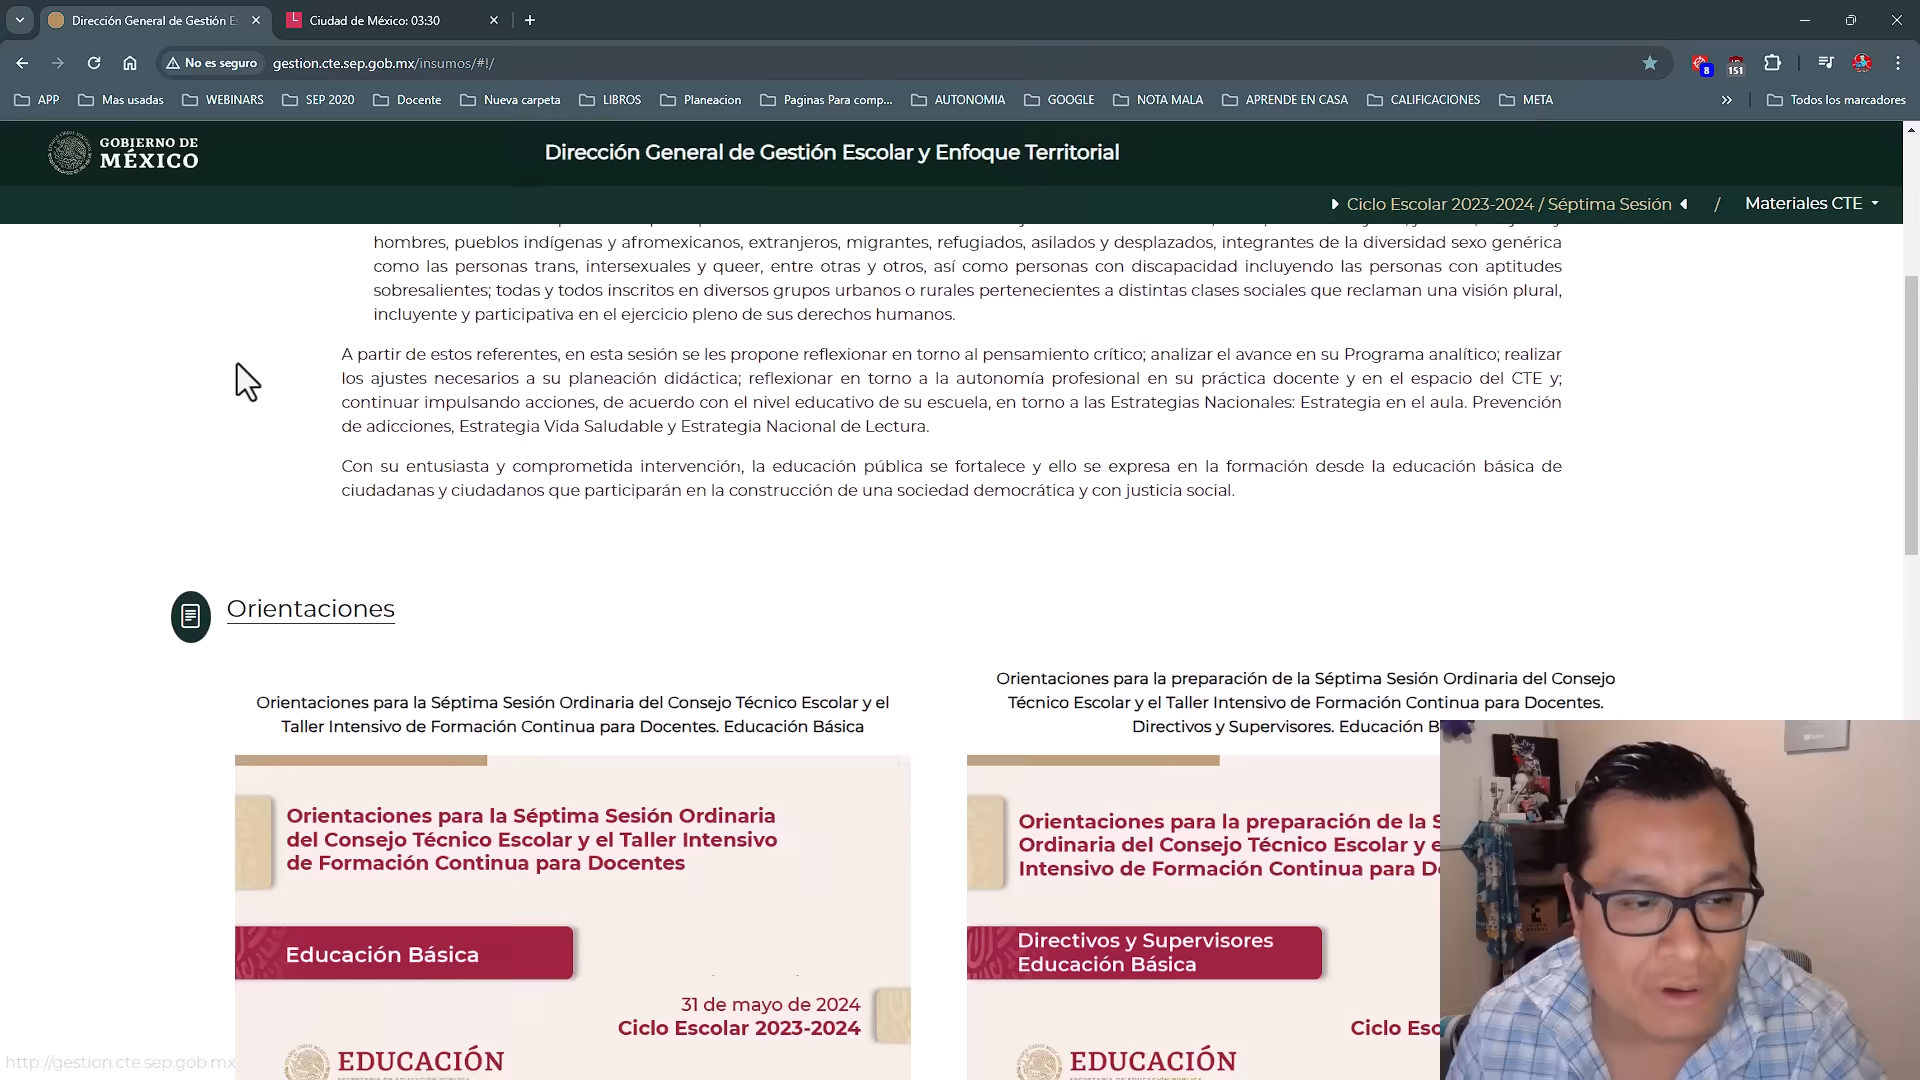 Dirección General de Gestión Es
Ciudad de México: 03:30
No es seguro
gestion.cte.sep.gob.mx/insumos/#!/
8
151
APP
Mas usadas
WEBINARS
SEP 2020
Docente
Nueva carpeta
LIBROS
Planeacion
Paginas Para comp...
AUTONOMIA
GOOGLE
NOTA MALA
APRENDE EN CASA
CALIFICACIONES
META
Todos los marcadores
GOBIERNO DE
MÉXICO
Dirección General de Gestión Escolar y Enfoque Territorial
Ciclo Escolar 2023-2024 / Séptima Sesión
/
Materiales CTE
hombres, pueblos indígenas y afromexicanos, extranjeros, migrantes, refugiados, asilados y desplazados, integrantes de la diversidad sexo genérica
como las personas trans, intersexuales y queer, entre otras y otros, así como personas con discapacidad incluyendo las personas con aptitudes
sobresalientes; todas y todos inscritos en diversos grupos urbanos o rurales pertenecientes a distintas clases sociales que reclaman una visión plural,
incluyente y participativa en el ejercicio pleno de sus derechos humanos.
A partir de estos referentes, en esta sesión se les propone reflexionar en torno al pensamiento crítico; analizar el avance en su Programa analítico; realizar
los ajustes necesarios a su planeación didáctica; reflexionar en torno a la autonomía profesional en su práctica docente y en el espacio del CTE y;
continuar impulsando acciones, de acuerdo con el nivel educativo de su escuela, en torno a las Estrategias Nacionales: Estrategia en el aula. Prevención
de adicciones, Estrategia Vida Saludable y Estrategia Nacional de Lectura.
Con su entusiasta y comprometida intervención, la educación pública se fortalece y ello se expresa en la formación desde la educación básica de
ciudadanas y ciudadanos que participarán en la construcción de una sociedad democrática y con justicia social.
Orientaciones
Orientaciones para la Séptima Sesión Ordinaria del Consejo Técnico Escolar y el
Taller Intensivo de Formación Continua para Docentes. Educación Básica
Orientaciones para la preparación de la Séptima Sesión Ordinaria del Consejo
Técnico Escolar y el Taller Intensivo de Formación Continua para Docentes.
Directivos y Supervisores. Educación B
Orientaciones para la Séptima Sesión Ordinaria
del Consejo Técnico Escolar y el Taller Intensivo
de Formación Continua para Docentes
Educación Básica
31 de mayo de 2024
Ciclo Escolar 2023-2024
EDUCACIÓN
Orientaciones para la preparación de la S
Ordinaria del Consejo Técnico Escolar y e
Intensivo de Formación Continua para D
Directivos y Supervisores
Educación Básica
Ciclo Esc
EDUCACIÓN
http://gestion.cte.sep.gob.mx